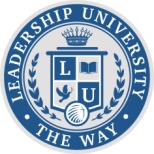 LEADERSHIP UNIVERSITY
L U
· THE WAY ·